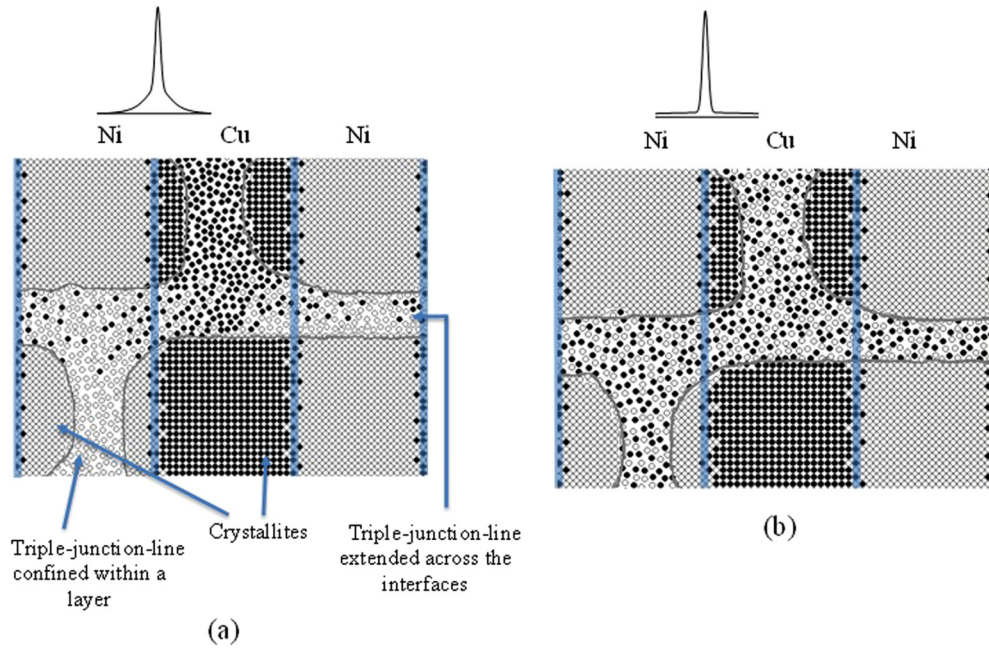 Ni Cu Ni
Ni Cu Ni
Crystallites
Triple-junction-line
confined within a
layer
Triple-junction-line
extended across the
interfaces
(a)
(b)